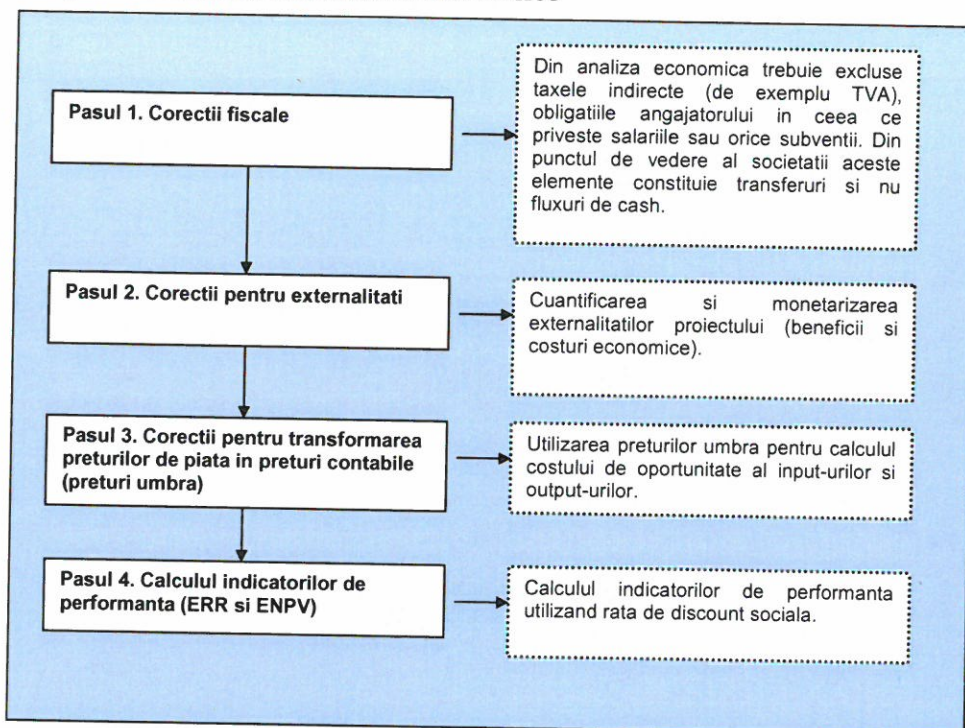 Pasul 1. Corectii fiscale
Din analiza economica trebuie excluse
taxele indirecte (de exemplu TVA),
obligatiile angajatorului in ceea ce
priveste salariile sau orice subventii. Din
punctul de vedere al societatii aceste
elemente constituie transferuri si nu
fluxuri de cash.
Pasul 2. Corectii pentru externalitati
Cuantificarea si monetarizarea
externalitatilor proiectului (beneficii si
costuri economice).
Pasul 3. Corectii pentru transformarea
preturilor de piata in preturi contabile
(preturi umbra)
Utilizarea preturilor umbra pentru calculul
costului de oportunitate al input-urilor si
output-urilor.
Pasul 4. Calculul indicatorilor de
performanta (ERR si ENPV)
Calculul indicatorilor de performanta
utilizand rata de discount sociala.